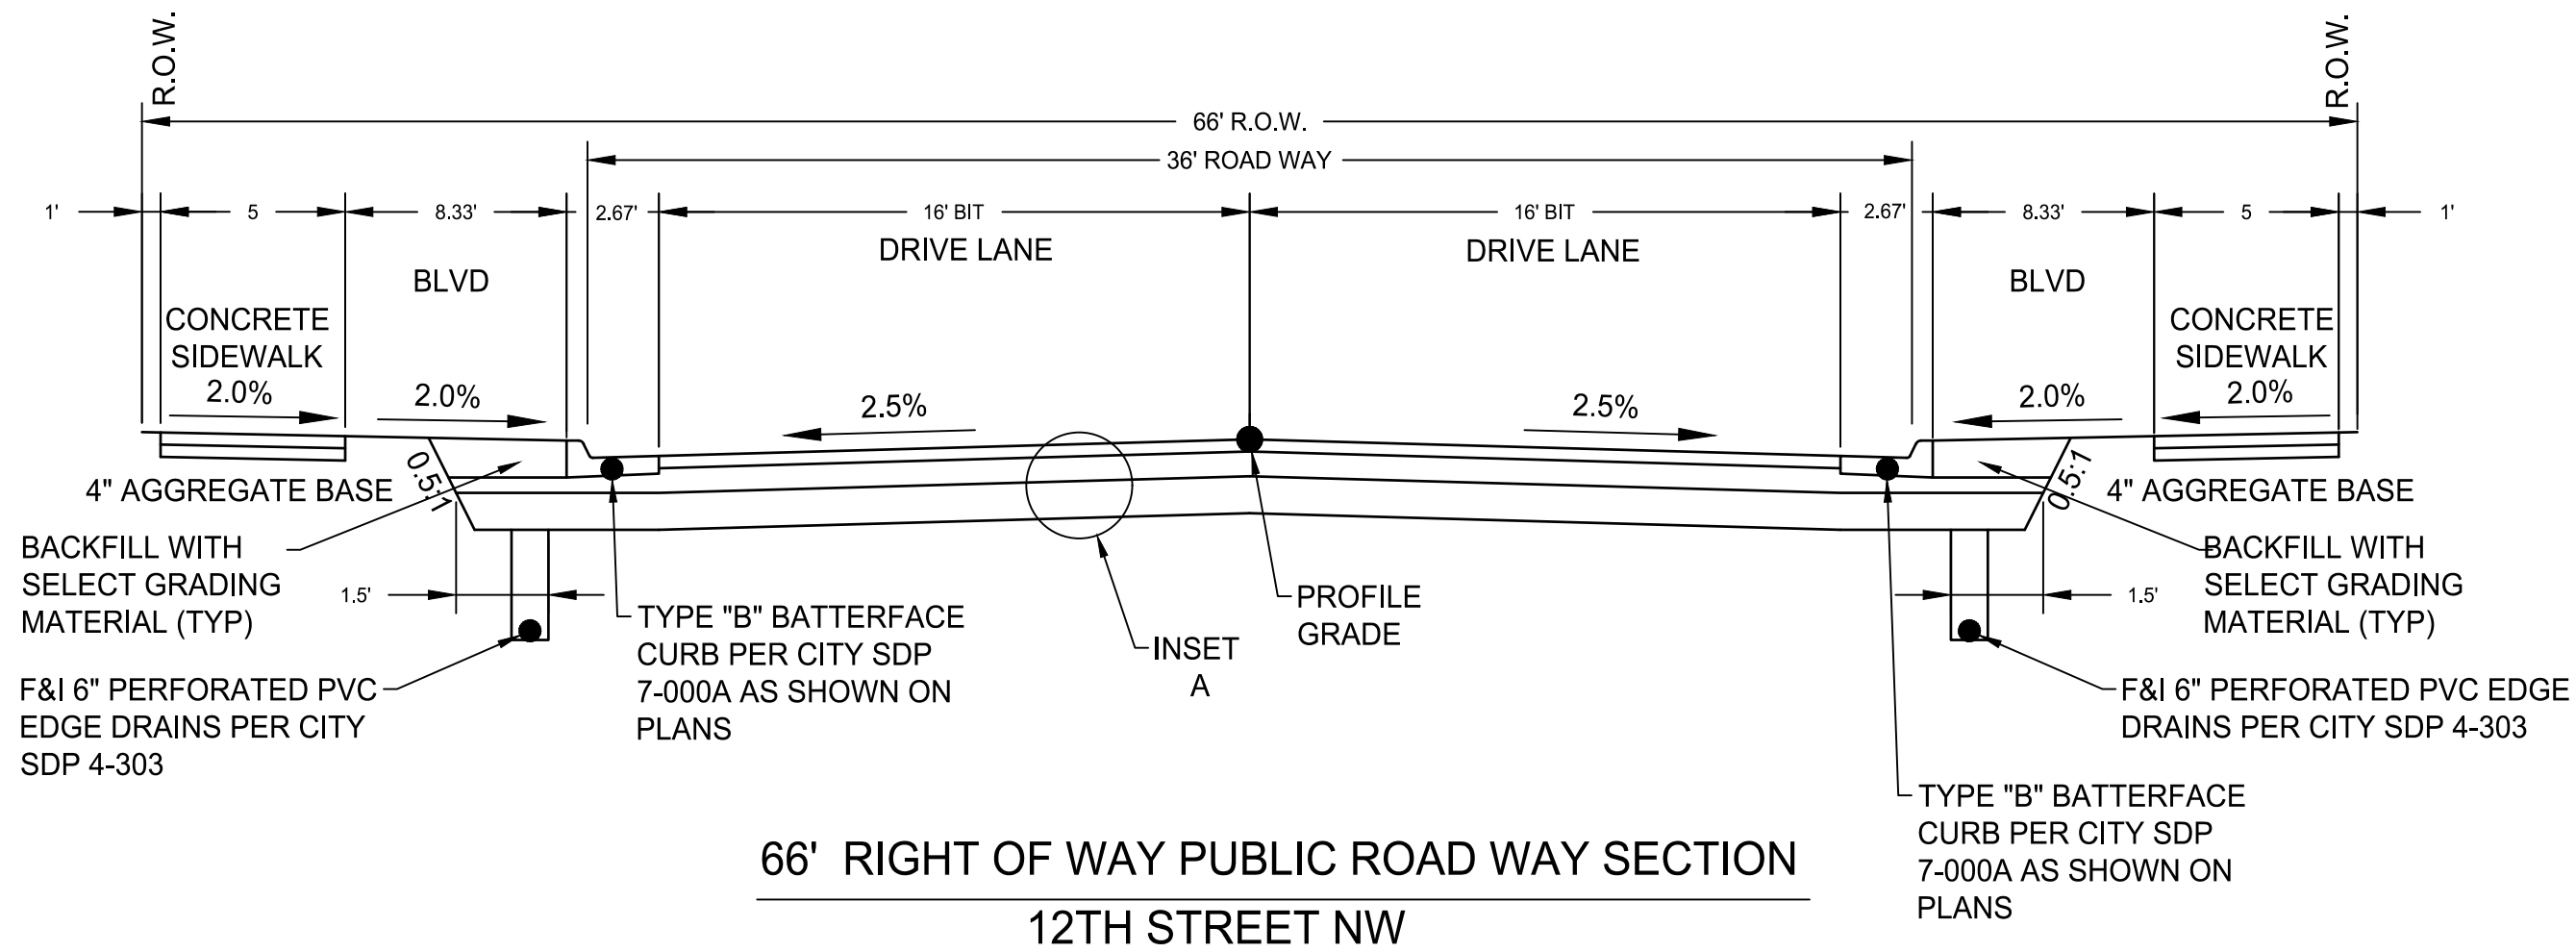 R.O.W.
R.O.W.
66' R.O.W.
36' ROAD WAY
1'
5
8.33'
2.67'
16' BIT
16' BIT
2.67'
8.33'
5
1'
DRIVE LANE
DRIVE LANE
BLVD
BLVD
CONCRETE
SIDEWALK
2.0%
2.0%
2.5%
2.5%
2.0%
CONCRETE
SIDEWALK
2.0%
0.5:1
0.5:1
4" AGGREGATE BASE
4" AGGREGATE BASE
BACKFILL WITH
SELECT GRADING
MATERIAL (TYP)
1.5'
1.5'
BACKFILL WITH
SELECT GRADING
MATERIAL (TYP)
TYPE "B" BATTERFACE
CURB PER CITY SDP
7-000A AS SHOWN ON
PLANS
PROFILE
GRADE
INSET
A
F&I 6" PERFORATED PVC
EDGE DRAINS PER CITY
SDP 4-303
F&I 6" PERFORATED PVC EDGE
DRAINS PER CITY SDP 4-303
TYPE "B" BATTERFACE
CURB PER CITY SDP
7-000A AS SHOWN ON
PLANS
66' RIGHT OF WAY PUBLIC ROAD WAY SECTION
12TH STREET NW